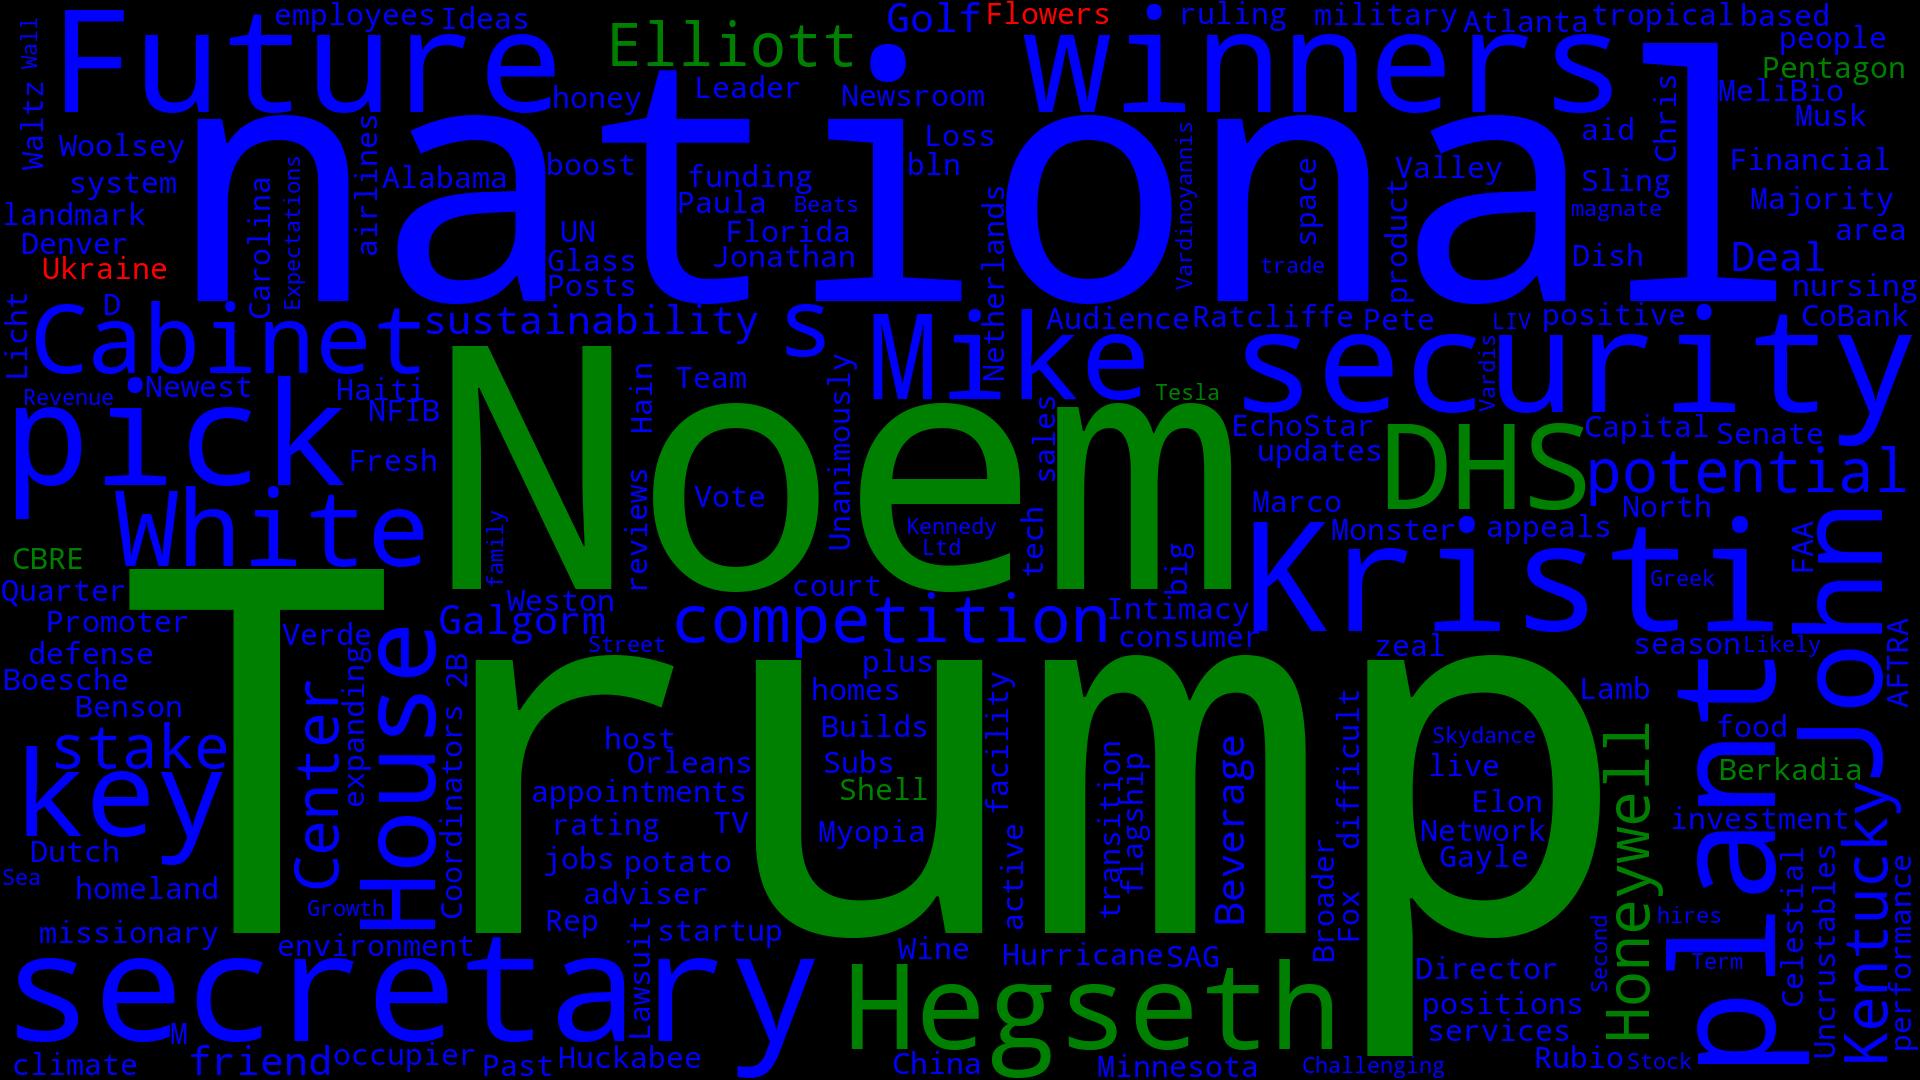 employees
Ideas
Golf
Flowers
ruling
military
Atlanta
tropical
based
Wall
Future
Elliott
winners
people
Pentagon
honey
Leader
Newsroom
MeliBio
Musk
Waltz
national
Chris
Woolsey
airlines
Loss
aid
Financial
system
Carolina
Expectations
Alabama
boost
funding
bln
Vardinoyannis
space
product
Valley
Sling
Majority
landmark
Paula
Beats
Netherlands
magnate
Denver
UN
Florida
area
Ukraine
Glass
Jonathan
trade
Dish
Deal
Posts
nursing
Licht
D
Cabinet
sustainability
s
Mike
Audience
Ratcliffe
Pete
LIV
positive
CoBank
security
Vardis
Revenue
Newest
Haiti
NFIB
Noem
Hain
Team
Unanimously
Tesla
pick
sales
EchoStar
DHS
Capital
Senate
Fresh
updates
potential
White
reviews
Vote
Marco
North
family
Kennedy
Ltd
tech
big
Kristi
Monster
appeals
FAA
John
CBRE
Greek
Quarter
Trump
Weston
court
Promoter
Verde
Galgorm
competition
Intimacy
Street
consumer
zeal
season
Likely
AFTRA
defense
House
2B
plus
Boesche
Center
expanding
homes
facility
difficult
Lamb
plant
Benson
Coordinators
Builds
stake
host
Skydance
Honeywell
food
key
Orleans
Subs
transition
flagship
Beverage
live
Berkadia
appointments
Shell
Elon
rating
TV
Myopia
Network
investment
Kentucky
Dutch
jobs
potato
active
Broader
Gayle
Celestial
Uncrustables
performance
Sea
homeland
adviser
Growth
Rep
Fox
Second
hires
missionary
environment
Lawsuit
startup
Wine
Hurricane
SAG
secretary
Hegseth
Director
Term
positions
M
services
climate
friend
occupier
Past
Huckabee
China
Minnesota
Challenging
Rubio
Stock